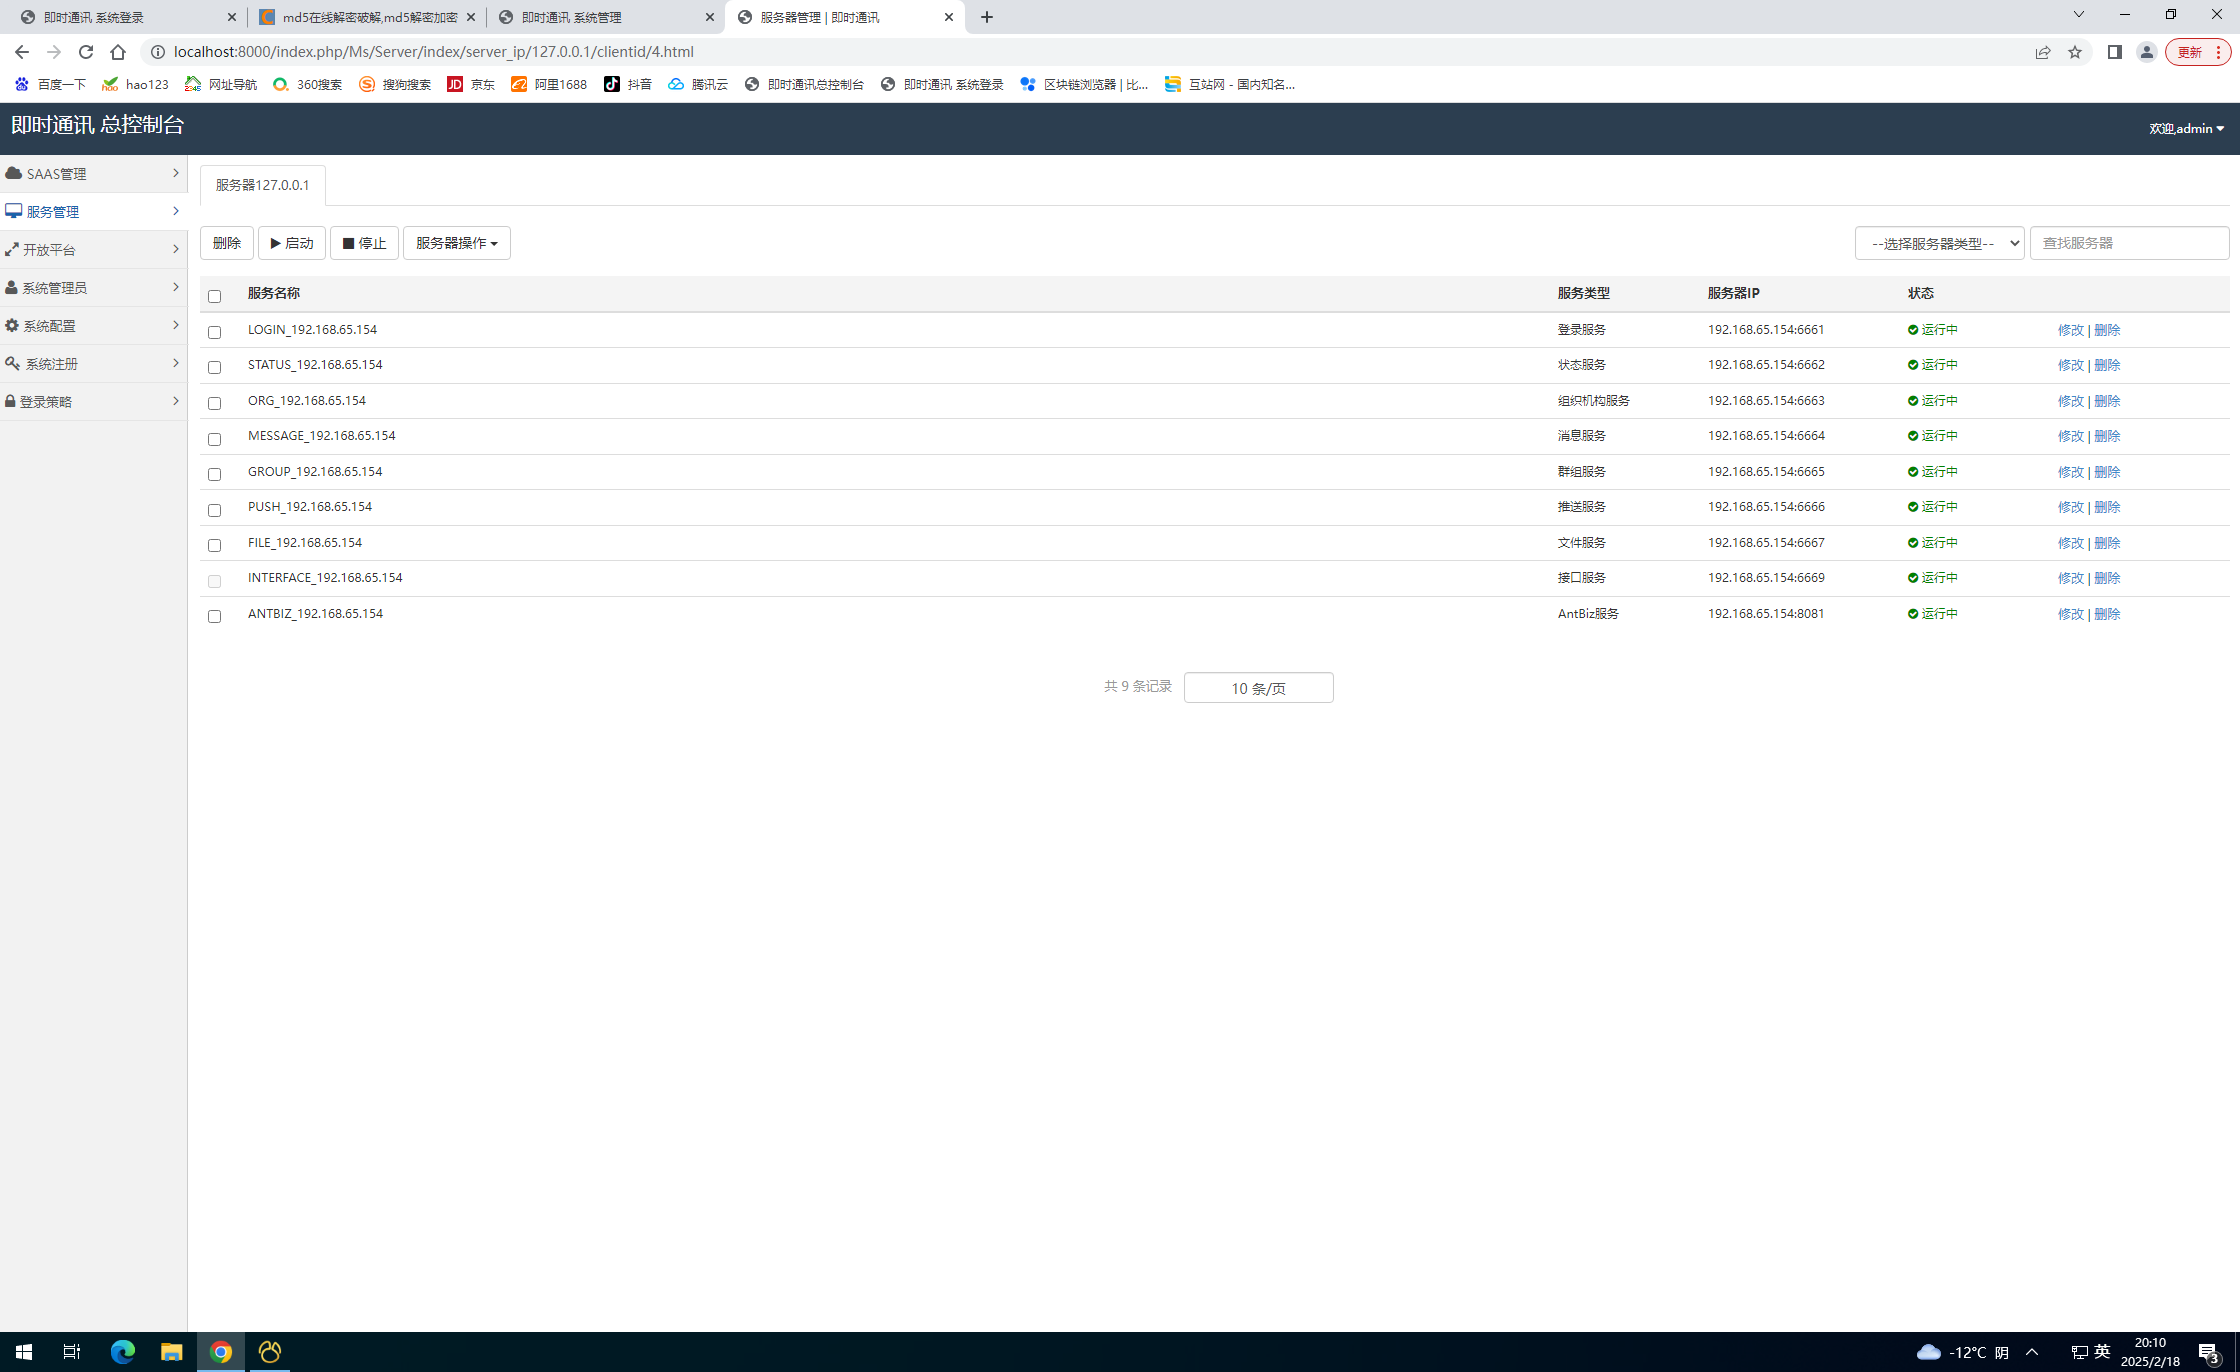 即时通讯 系统登录
md5在线解密破解,md5解密加密
即时通讯 系统管理
服务器管理 | 即时通讯
localhost:8000/index.php/Ms/Server/index/server_ip/127.0.0.1/clientid/4.html
更新
百度一下
hao123
网址导航
360搜索
搜狗搜索
JD 京东
阿里1688
抖音
腾讯云
即时通讯总控制台
即时通讯 系统登录
区块链浏览器 | 比...
互站网 - 国内知名...
即时通讯 总控制台
欢迎,admin
SAAS管理
服务管理
开放平台
系统管理员
系统配置
系统注册
登录策略
服务器127.0.0.1
删除 启动 停止 服务器操作
--选择服务器类型-- 查找服务器
服务名称 服务类型 服务器IP 状态
LOGIN_192.168.65.154 登录服务 192.168.65.154:6661 运行中 修改 | 删除
STATUS_192.168.65.154 状态服务 192.168.65.154:6662 运行中 修改 | 删除
ORG_192.168.65.154 组织机构服务 192.168.65.154:6663 运行中 修改 | 删除
MESSAGE_192.168.65.154 消息服务 192.168.65.154:6664 运行中 修改 | 删除
GROUP_192.168.65.154 群组服务 192.168.65.154:6665 运行中 修改 | 删除
PUSH_192.168.65.154 推送服务 192.168.65.154:6666 运行中 修改 | 删除
FILE_192.168.65.154 文件服务 192.168.65.154:6667 运行中 修改 | 删除
INTERFACE_192.168.65.154 接口服务 192.168.65.154:6669 运行中 修改 | 删除
ANTBIZ_192.168.65.154 AntBiz服务 192.168.65.154:8081 运行中 修改 | 删除
共 9 条记录 10 条/页
-12°C 阴
英
20:10
2025/2/18
3